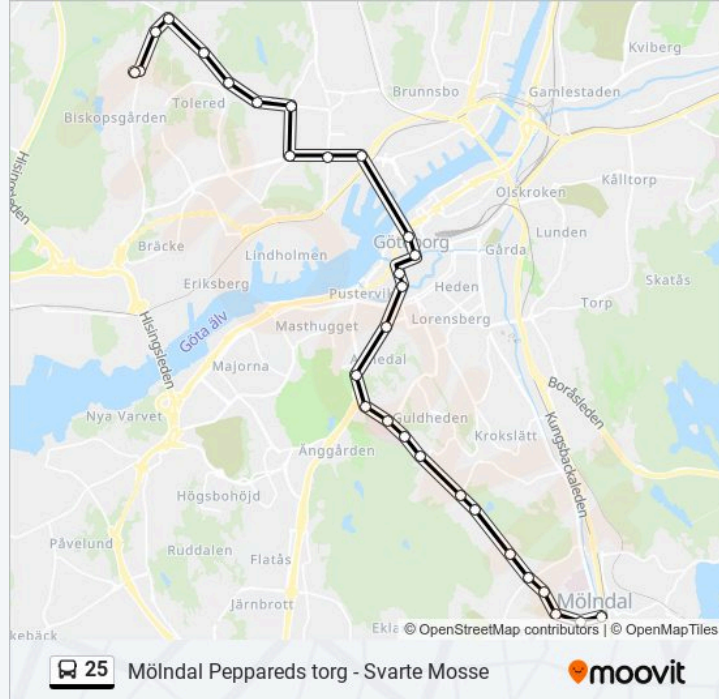 Kviberg
Brunnsbo
Gamlestaden
Tolered
Biskopsgården
Hisingsleden
Kålltorp
Olskroken
Lunden
Göteborg
Bräcke
Lindholmen
Gårda
Skatås
Eriksberg
Heden
Torp
Lorensberg
Masthugget
Göta älv
Hisingsleden
Majorna
Boråsleden
Nya Varvet
Guldheden
Krokslätt
Kungsbackaleden
Änggården
Högsbohöjd
Påvelund
Ruddalen
Flatås
Järnbrott
Mölndal
© OpenStreetMap contributors | © OpenMapTiles
25 Mölndal Peppareds torg - Svarte Mosse moovit